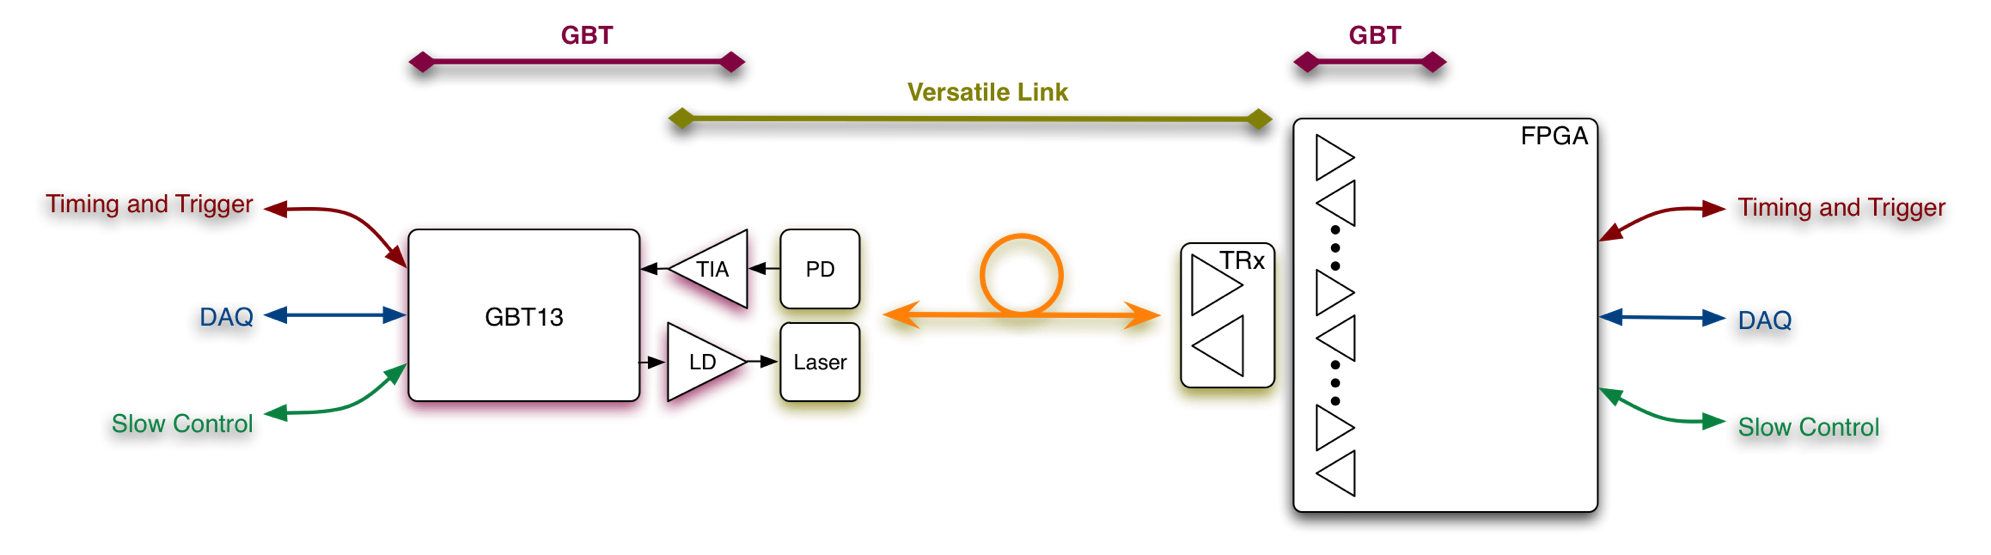 GBT
GBT
Versatile Link
FPGA
Timing and Trigger
Timing and Trigger
TIA
PD
TRx
DAQ
GBT13
DAQ
LD
Laser
Slow Control
Slow Control